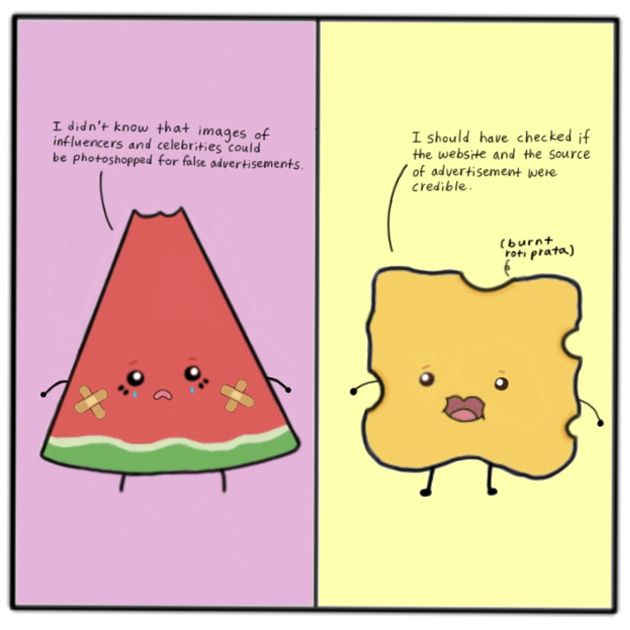 I didn't know that images of
influencers and celebrities could
be photoshopped for false advertisements.
I should have checked if
the website and the source
of advertisement were
credible.
(burnt
roti prata)